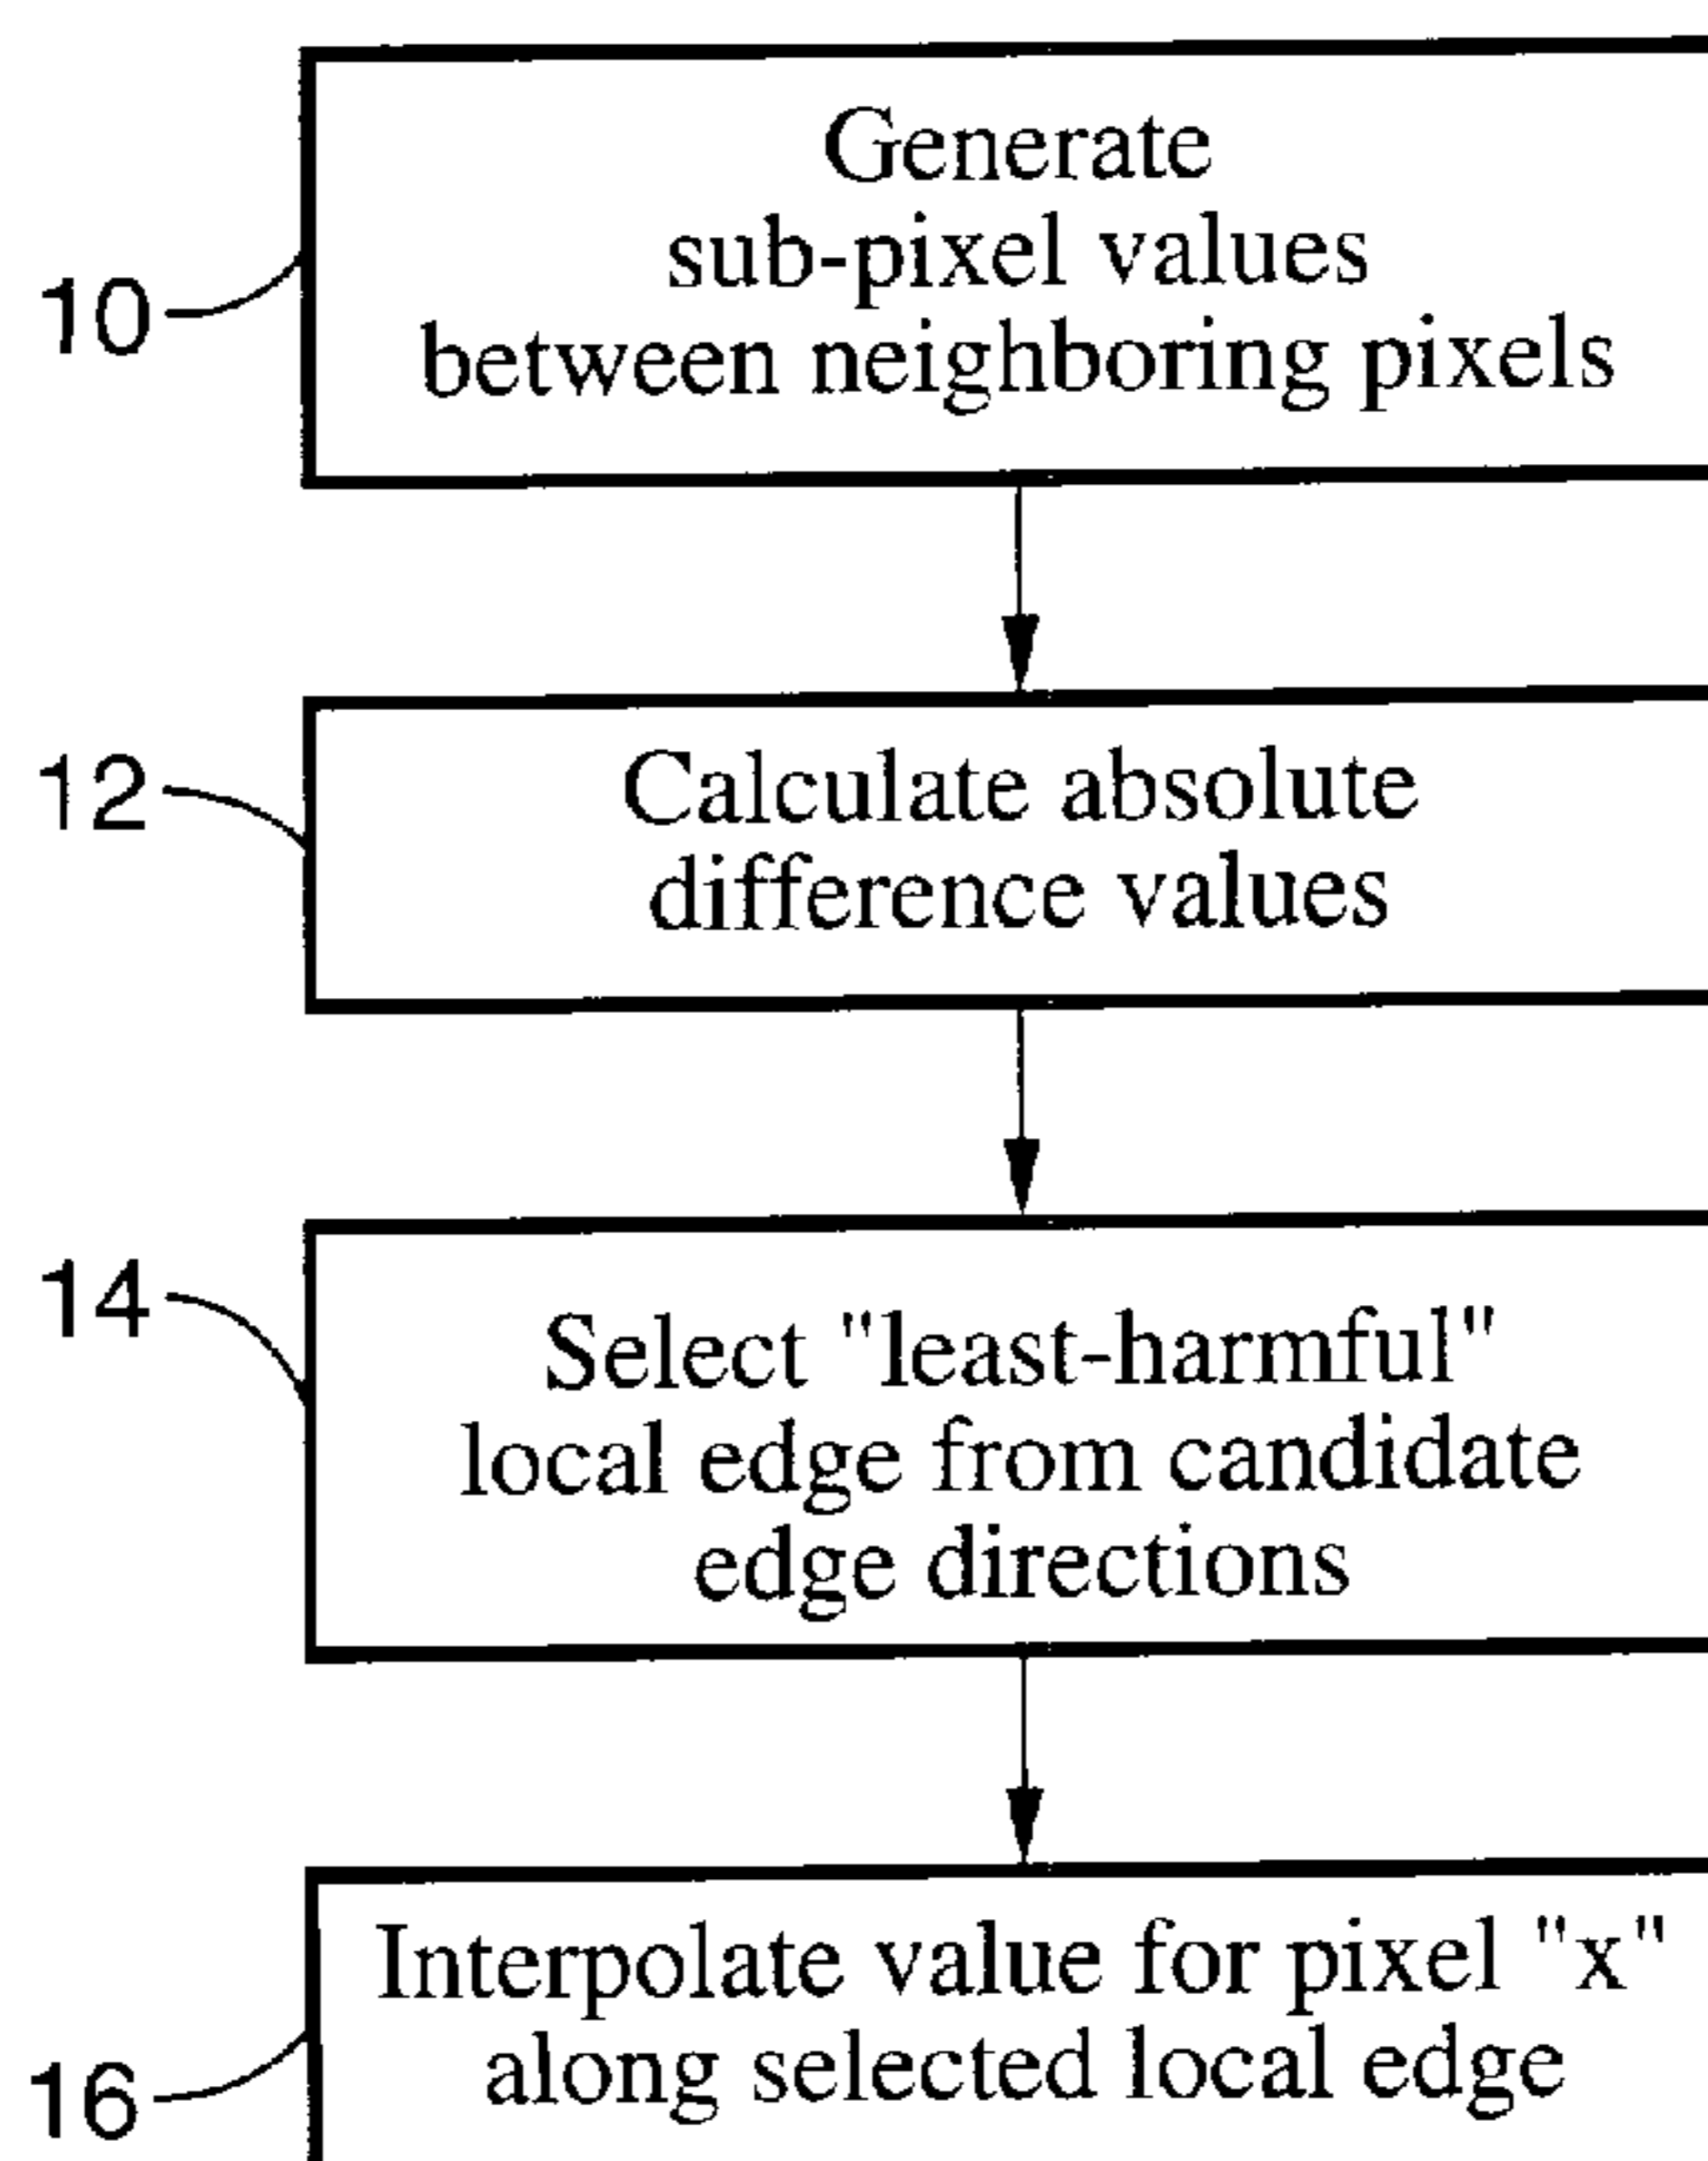 Generate
sub-pixel values
between neighboring pixels
10
Calculate absolute
difference values
12
Select "least-harmful"
local edge from candidate
edge directions
14
Interpolate value for pixel "x"
along selected local edge
16